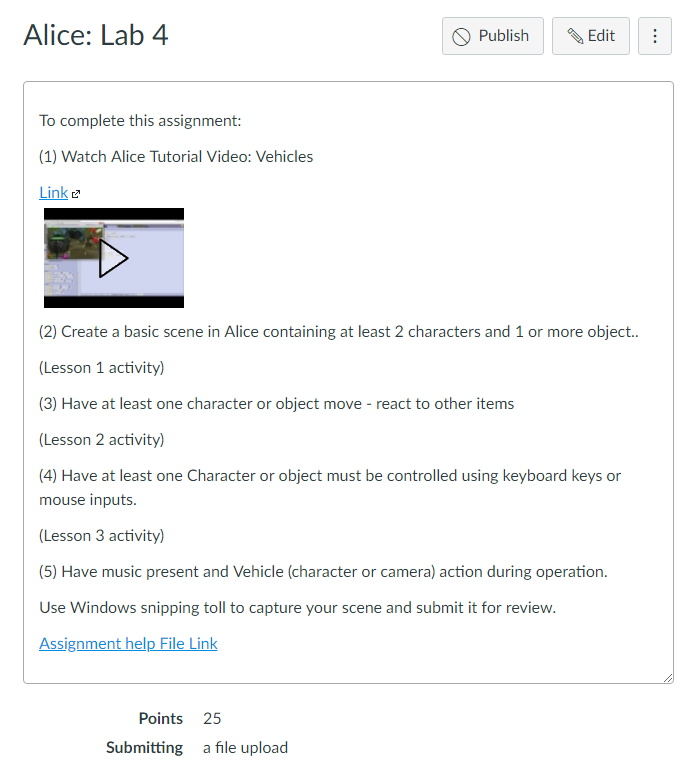 Alice: Lab 4
Publish
Edit
To complete this assignment:
(1) Watch Alice Tutorial Video: Vehicles
Link
(2) Create a basic scene in Alice containing at least 2 characters and 1 or more object..
(Lesson 1 activity)
(3) Have at least one character or object move - react to other items
(Lesson 2 activity)
(4) Have at least one Character or object must be controlled using keyboard keys or
mouse inputs.
(Lesson 3 activity)
(5) Have music present and Vehicle (character or camera) action during operation.
Use Windows snipping toll to capture your scene and submit it for review.
Assignment help File Link
Points 25
Submitting a file upload